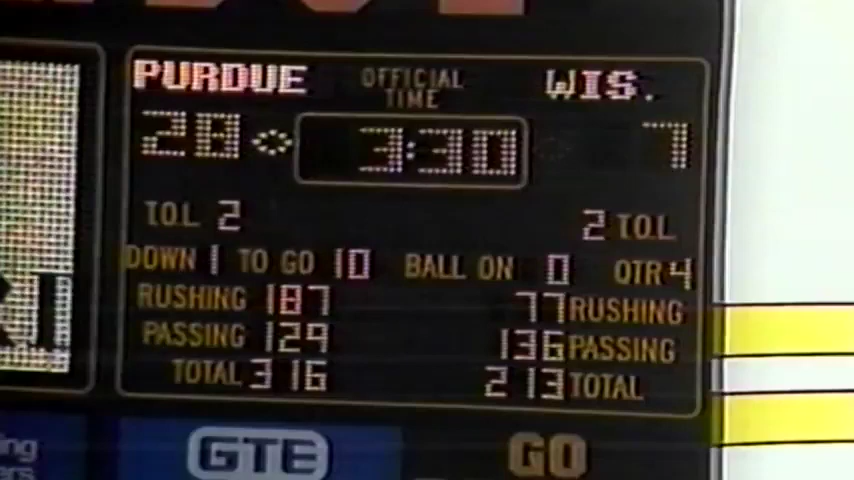 PURDUE OFFICIAL TIME WIS.
28 3:30 7
T.O.L 2 2 T.O.L
DOWN 1 TO GO 10 BALL ON 0 QTR 4
RUSHING 187 77 RUSHING
PASSING 129 136 PASSING
TOTAL 316 213 TOTAL
GTE GO